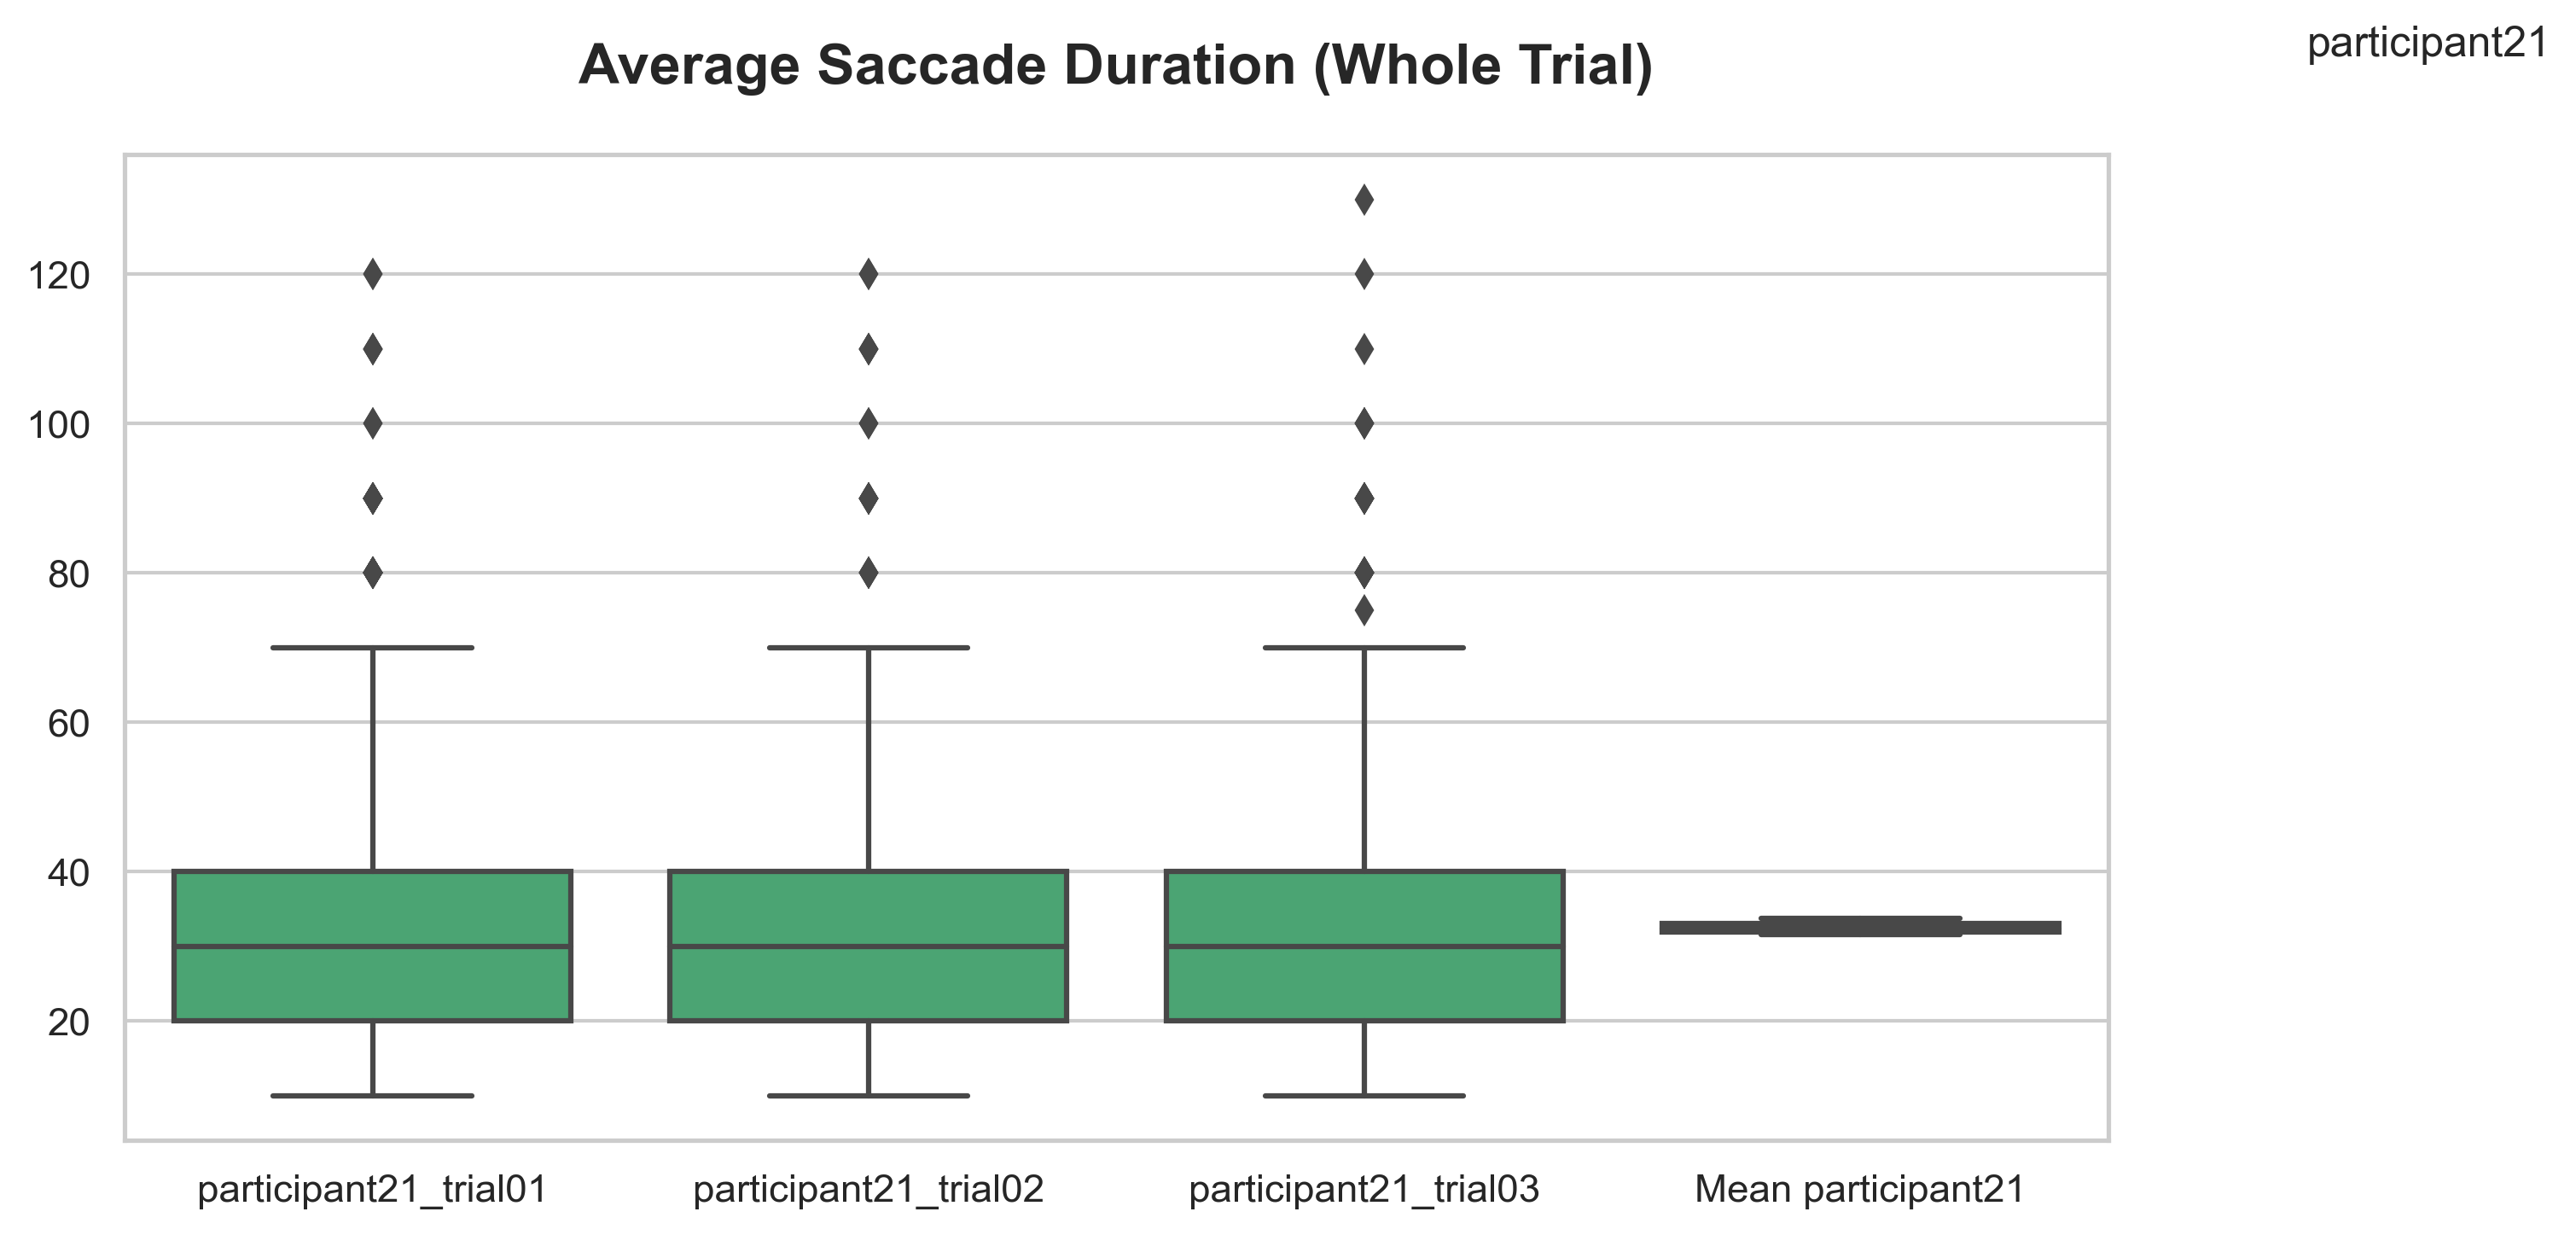 participant21
Average Saccade Duration (Whole Trial)
120
100
80
60
40
20
participant21_trial01 participant21_trial02 participant21_trial03 Mean participant21